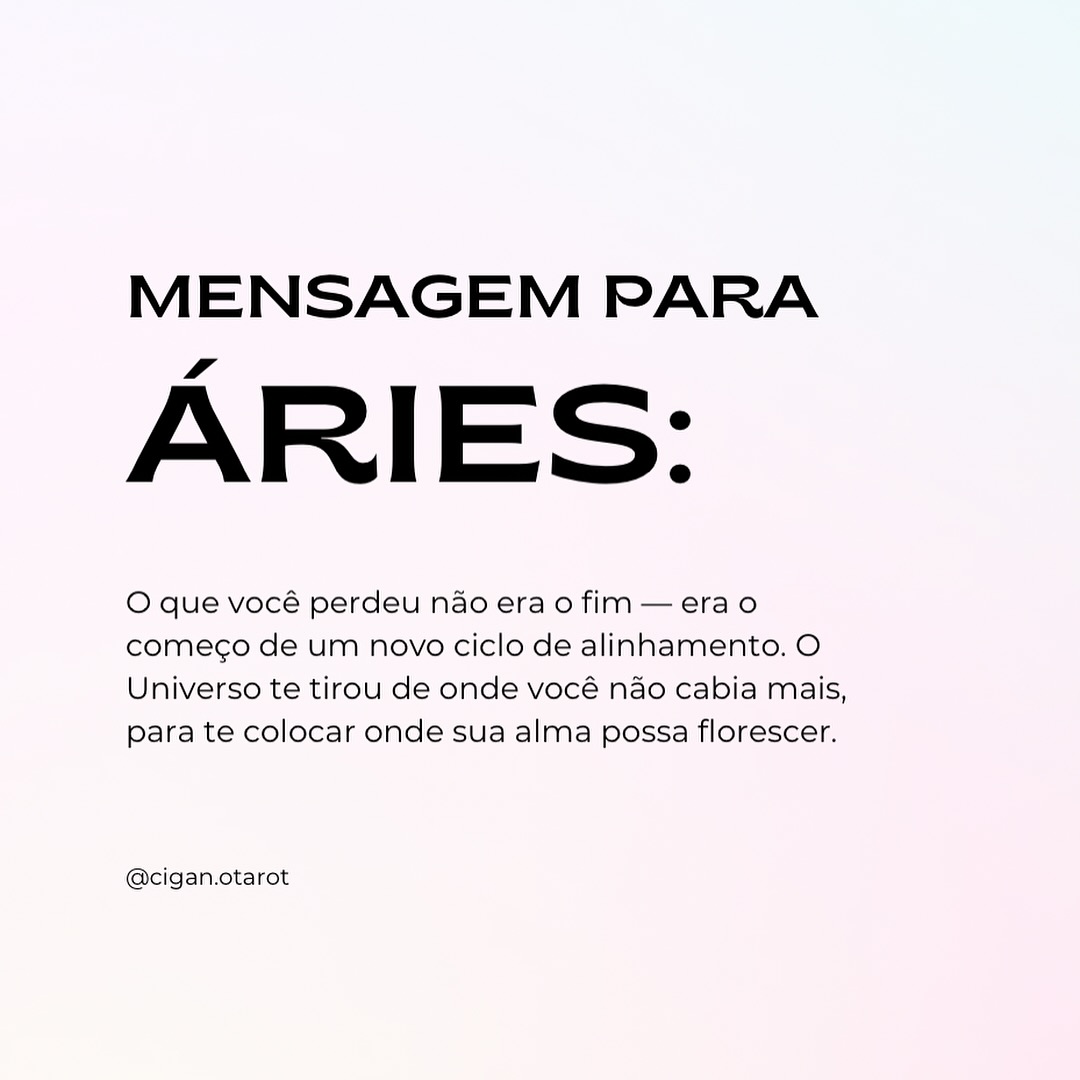 MENSAGEM PARA
ÁRIES:
O que você perdeu não era o fim — era o
começo de um novo ciclo de alinhamento. O
Universo te tirou de onde você não cabia mais,
para te colocar onde sua alma possa florescer.
@cigan.otarot